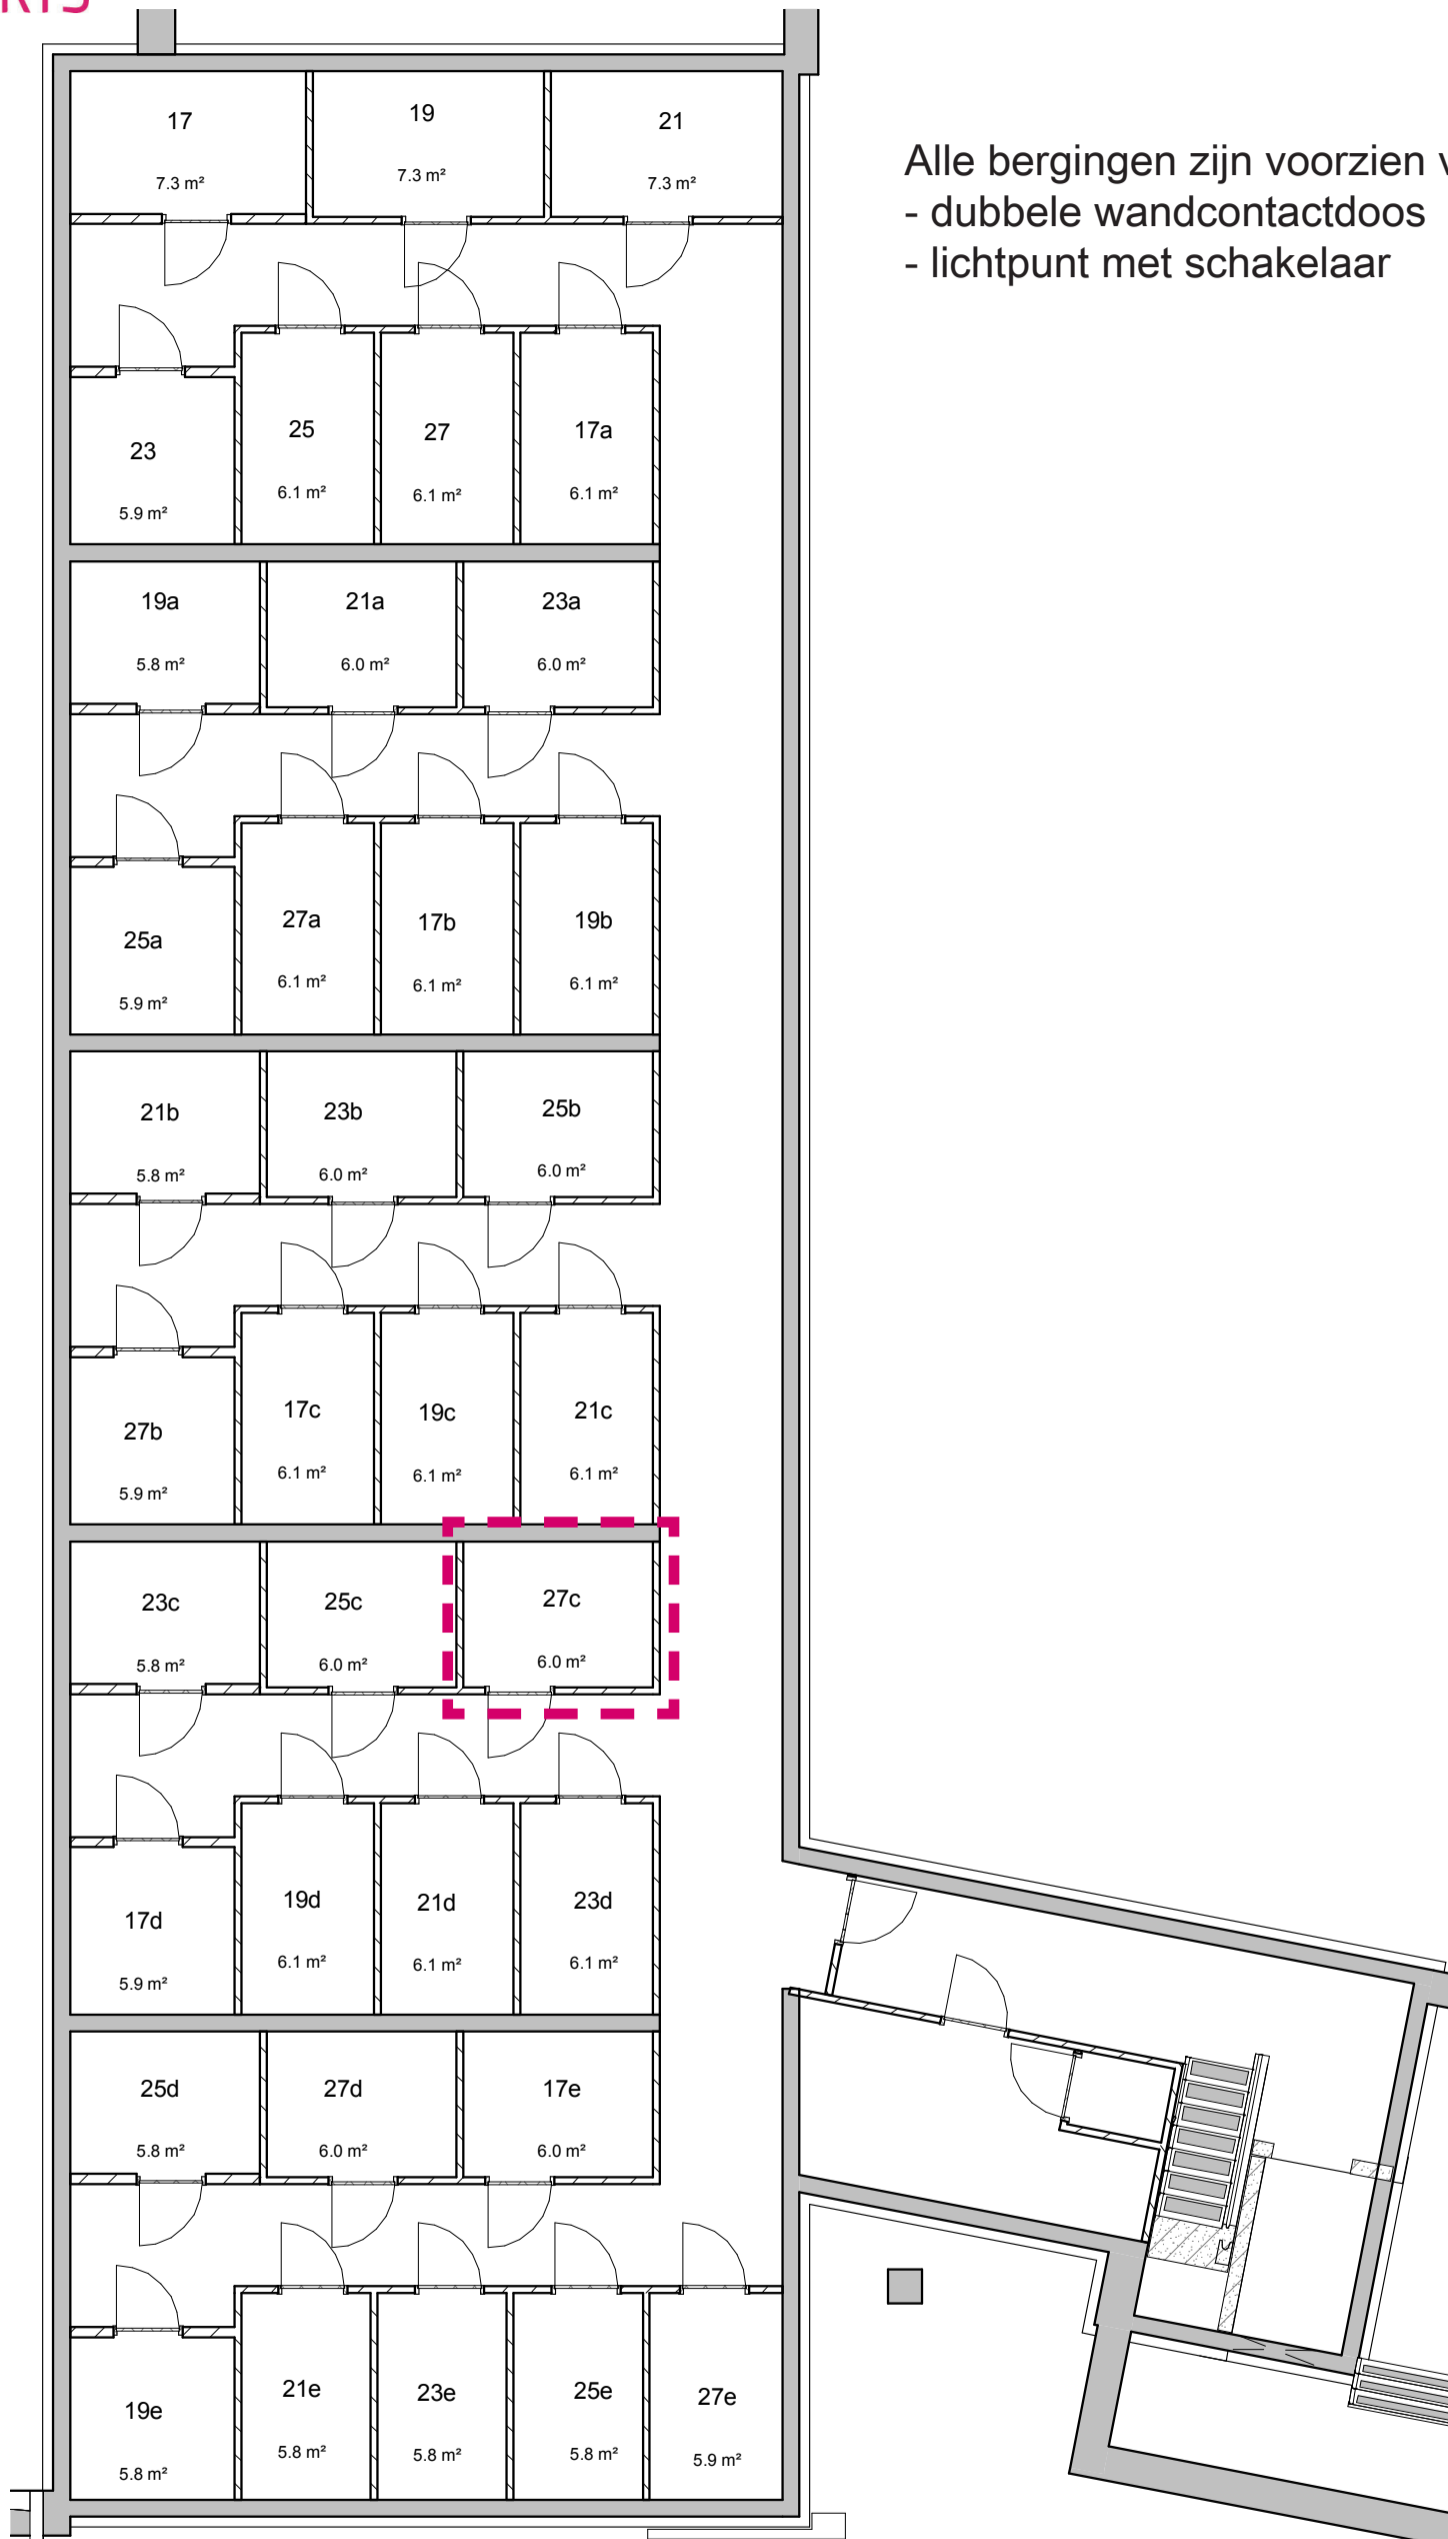 17
19
21
7.3 m²
7.3 m²
7.3 m²
Alle bergingen zijn voorzien
- dubbele wandcontactdoos
- lichtpunt met schakelaar
23
25
27
17a
5.9 m²
6.1 m²
6.1 m²
6.1 m²
19a
21a
23a
5.8 m²
6.0 m²
6.0 m²
25a
27a
17b
19b
5.9 m²
6.1 m²
6.1 m²
6.1 m²
21b
23b
25b
5.8 m²
6.0 m²
6.0 m²
27b
17c
19c
21c
5.9 m²
6.1 m²
6.1 m²
6.1 m²
23c
25c
27c
5.8 m²
6.0 m²
6.0 m²
17d
19d
21d
23d
5.9 m²
6.1 m²
6.1 m²
6.1 m²
25d
27d
17e
5.8 m²
6.0 m²
6.0 m²
19e
21e
23e
25e
27e
5.8 m²
5.8 m²
5.8 m²
5.8 m²
5.9 m²